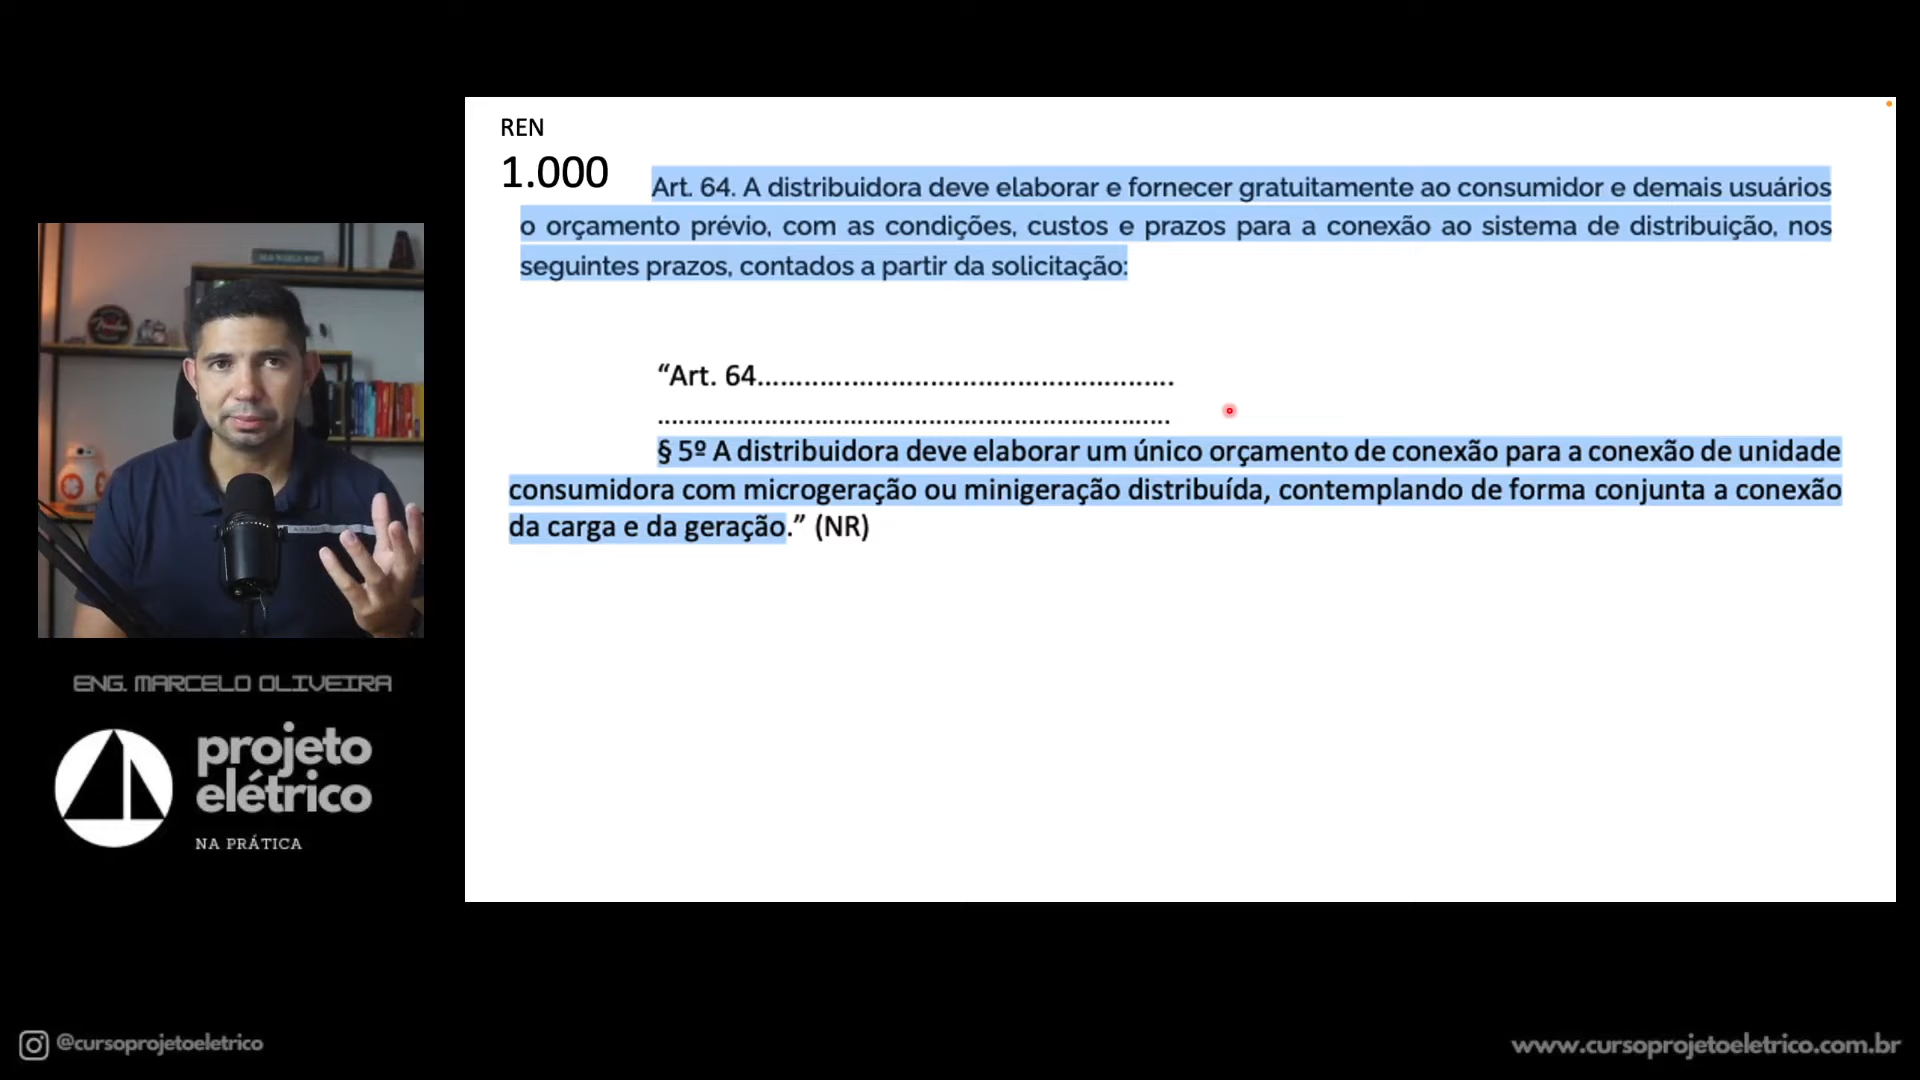 REN
1.000
Art. 64. A distribuidora deve elaborar e fornecer gratuitamente ao consumidor e demais usuários
o orçamento prévio, com as condições, custos e prazos para a conexão ao sistema de distribuição, nos
seguintes prazos, contados a partir da solicitação:
“Art. 64.....................................................
..................................................................
§ 5º A distribuidora deve elaborar um único orçamento de conexão para a conexão de unidade
consumidora com microgeração ou minigeração distribuída, contemplando de forma conjunta a conexão
da carga e da geração.” (NR)
ENG. MARCELO OLIVEIRA
projeto
elétrico
NA PRÁTICA
@cursoprojetoeletrico
www.cursoprojetoeletrico.com.br